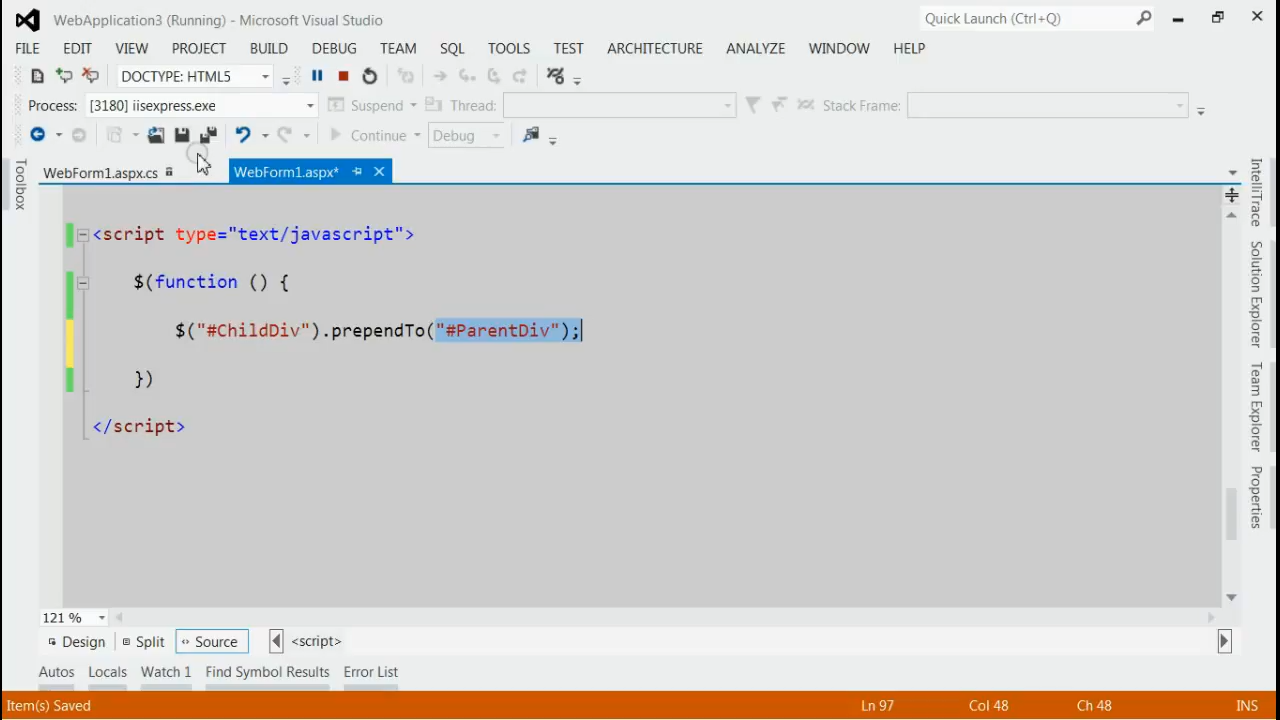 WebApplication3 (Running) - Microsoft Visual Studio
Quick Launch (Ctrl+Q)
FILE EDIT VIEW PROJECT BUILD DEBUG TEAM SQL TOOLS TEST ARCHITECTURE ANALYZE WINDOW HELP
DOCTYPE: HTML5
Process: [3180] iisexpress.exe Suspend Thread: Stack Frame:
Continue Debug
Toolbox
WebForm1.aspx.cs WebForm1.aspx*
<script type="text/javascript">
$(function () {
$("#ChildDiv").prependTo("#ParentDiv");
})
</script>
IntelliTrace
Solution Explorer
Team Explorer
Properties
121 %
Design Split Source <script>
Autos Locals Watch 1 Find Symbol Results Error List
Item(s) Saved Ln 97 Col 48 Ch 48 INS